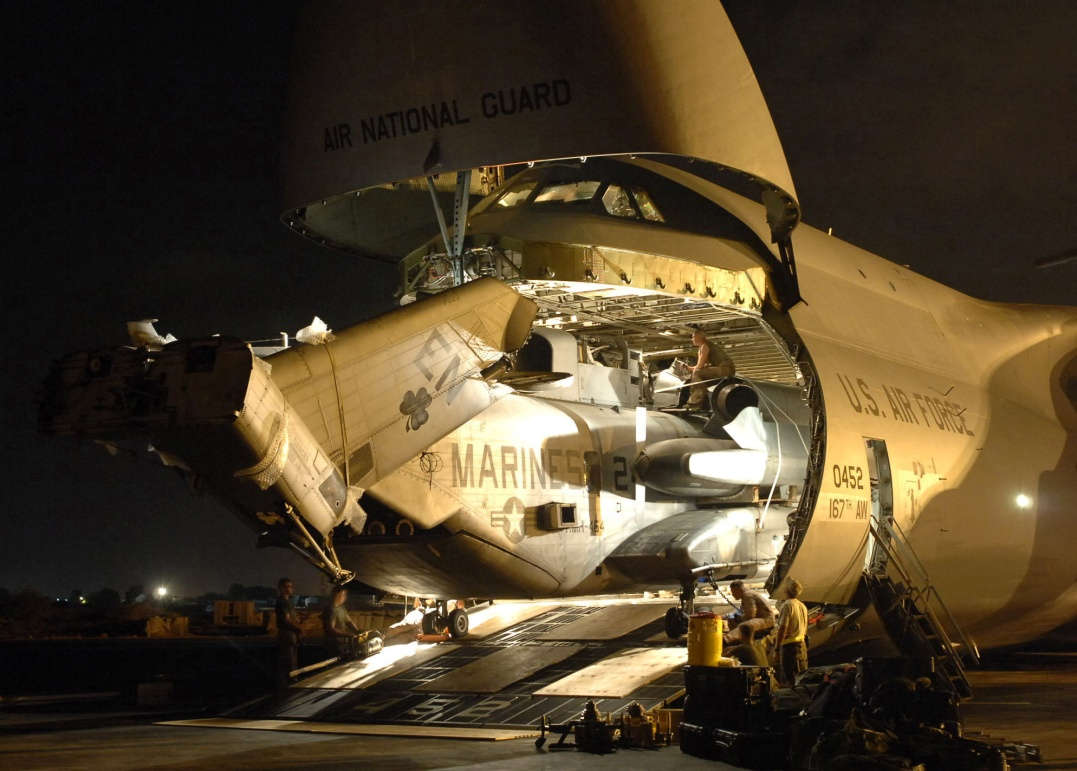 AIR NATIONAL GUARD
U.S. AIR FORCE
EN
MARINES
0452
167TH AW